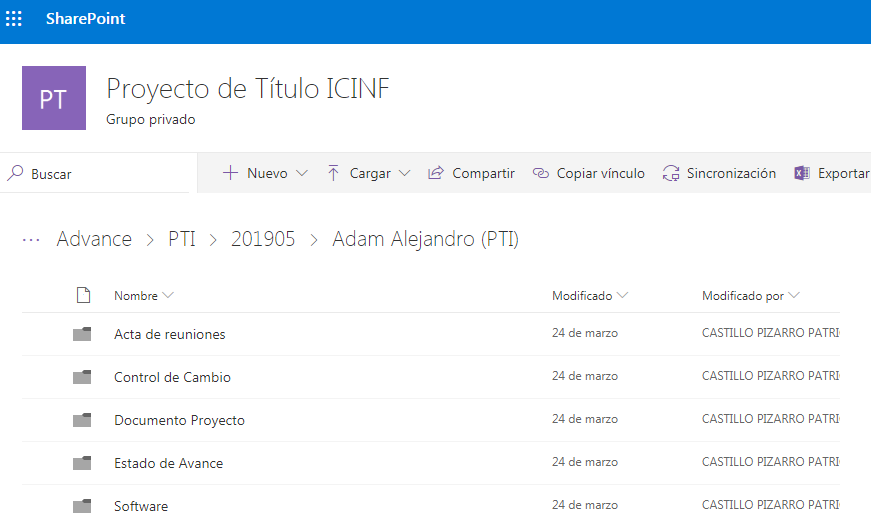 SharePoint
PT
Proyecto de Título ICINF
Grupo privado
Buscar
Nuevo Cargar Compartir Copiar vínculo Sincronización Exportar
Advance > PTI > 201905 > Adam Alejandro (PTI)
Nombre Modificado Modificado por
Acta de reuniones 24 de marzo CASTILLO PIZARRO PATRI
Control de Cambio 24 de marzo CASTILLO PIZARRO PATRI
Documento Proyecto 24 de marzo CASTILLO PIZARRO PATRI
Estado de Avance 24 de marzo CASTILLO PIZARRO PATRI
Software 24 de marzo CASTILLO PIZARRO PATRI